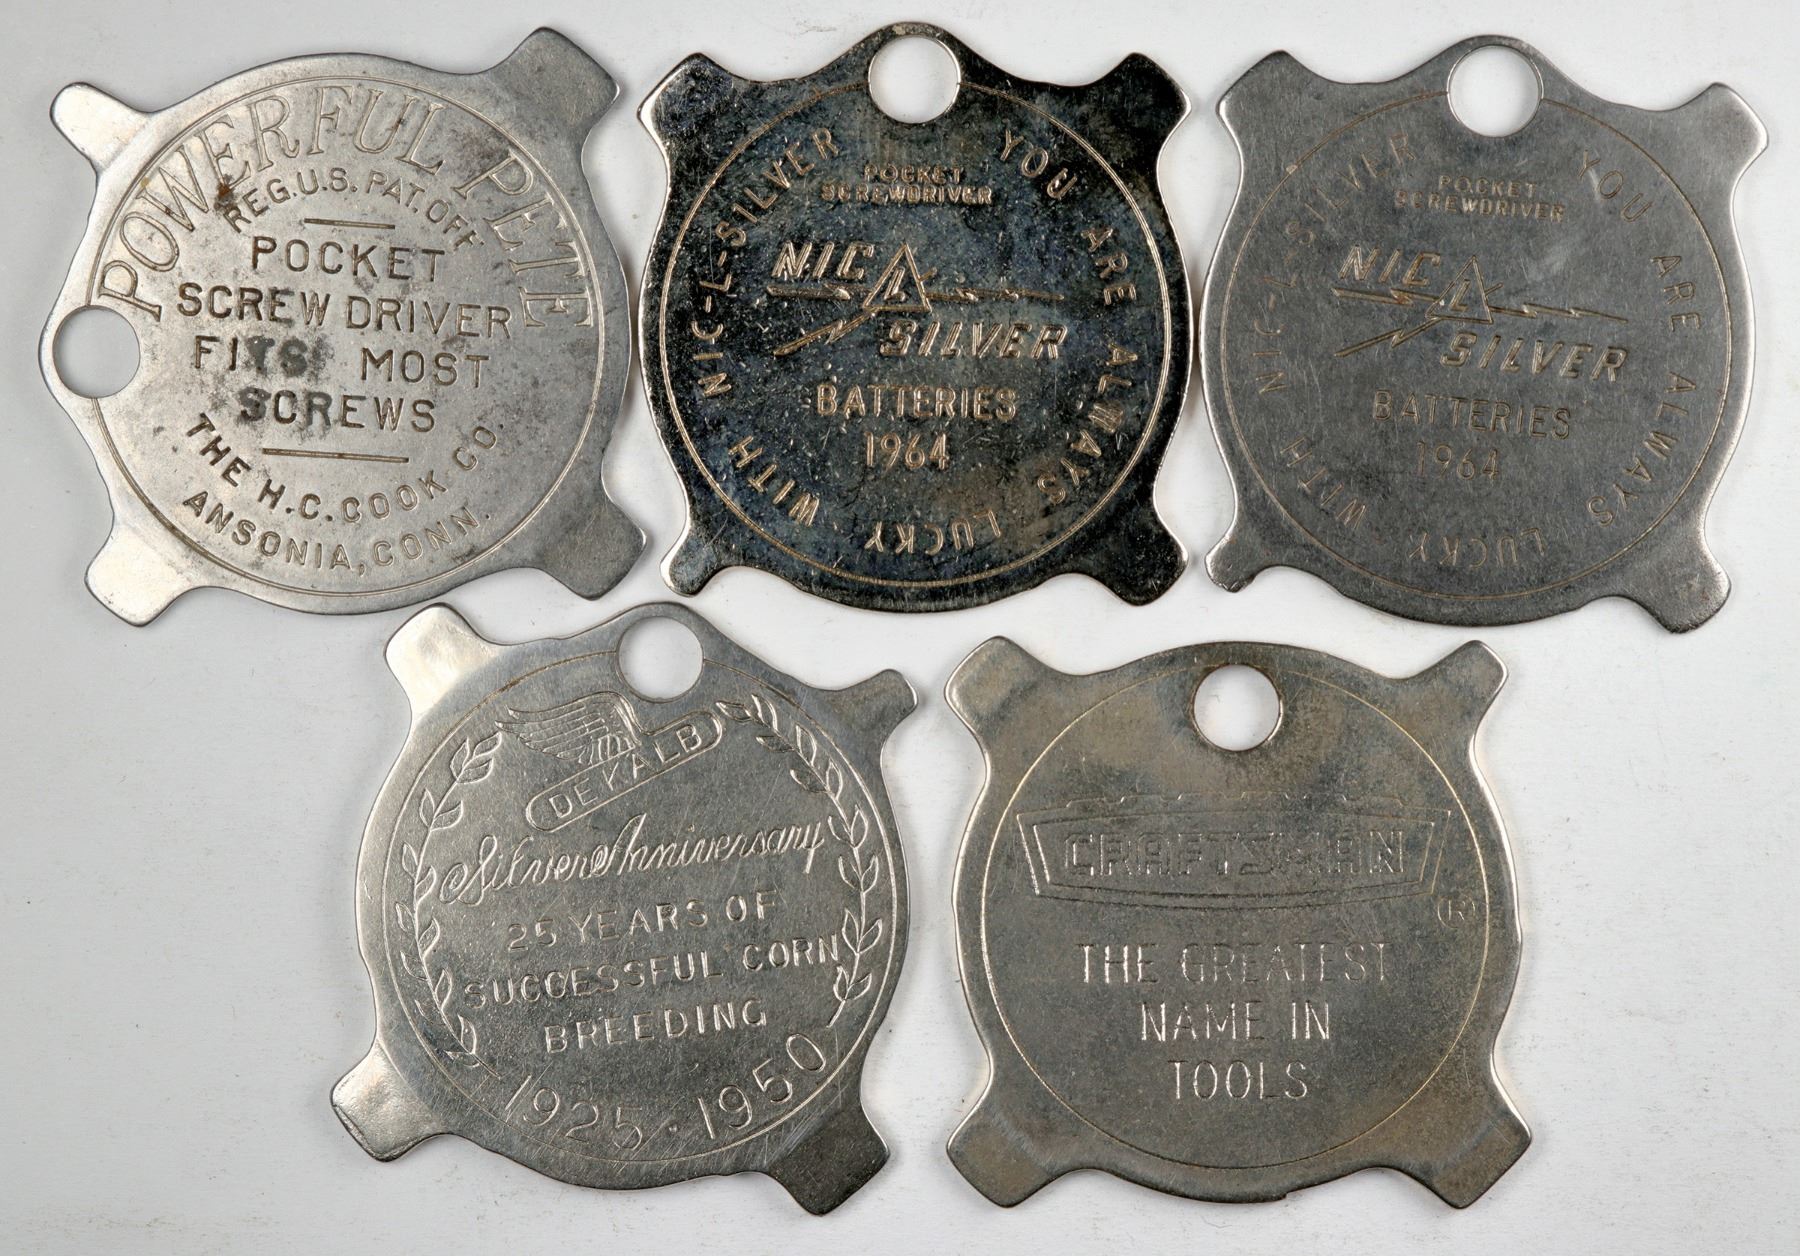 POWERFUL PETE
REG. U.S. PAT. OFF.
POCKET
SCREW DRIVER
FITS MOST
SCREWS
THE H.C. COOK CO.
ANSONIA, CONN.
YOU ARE ALWAYS LUCKY WITH NIC-L-SILVER
POCKET
SCREWDRIVER
NIC L
SILVER
BATTERIES
1964
YOU ARE ALWAYS LUCKY WITH NIC-L-SILVER
POCKET
SCREWDRIVER
NIC L
SILVER
BATTERIES
1964
DEKALB
Silver Anniversary
25 YEARS OF
SUCCESSFUL CORN
BREEDING
1925 · 1950
CRAFTSMAN
®
THE GREATEST
NAME IN
TOOLS